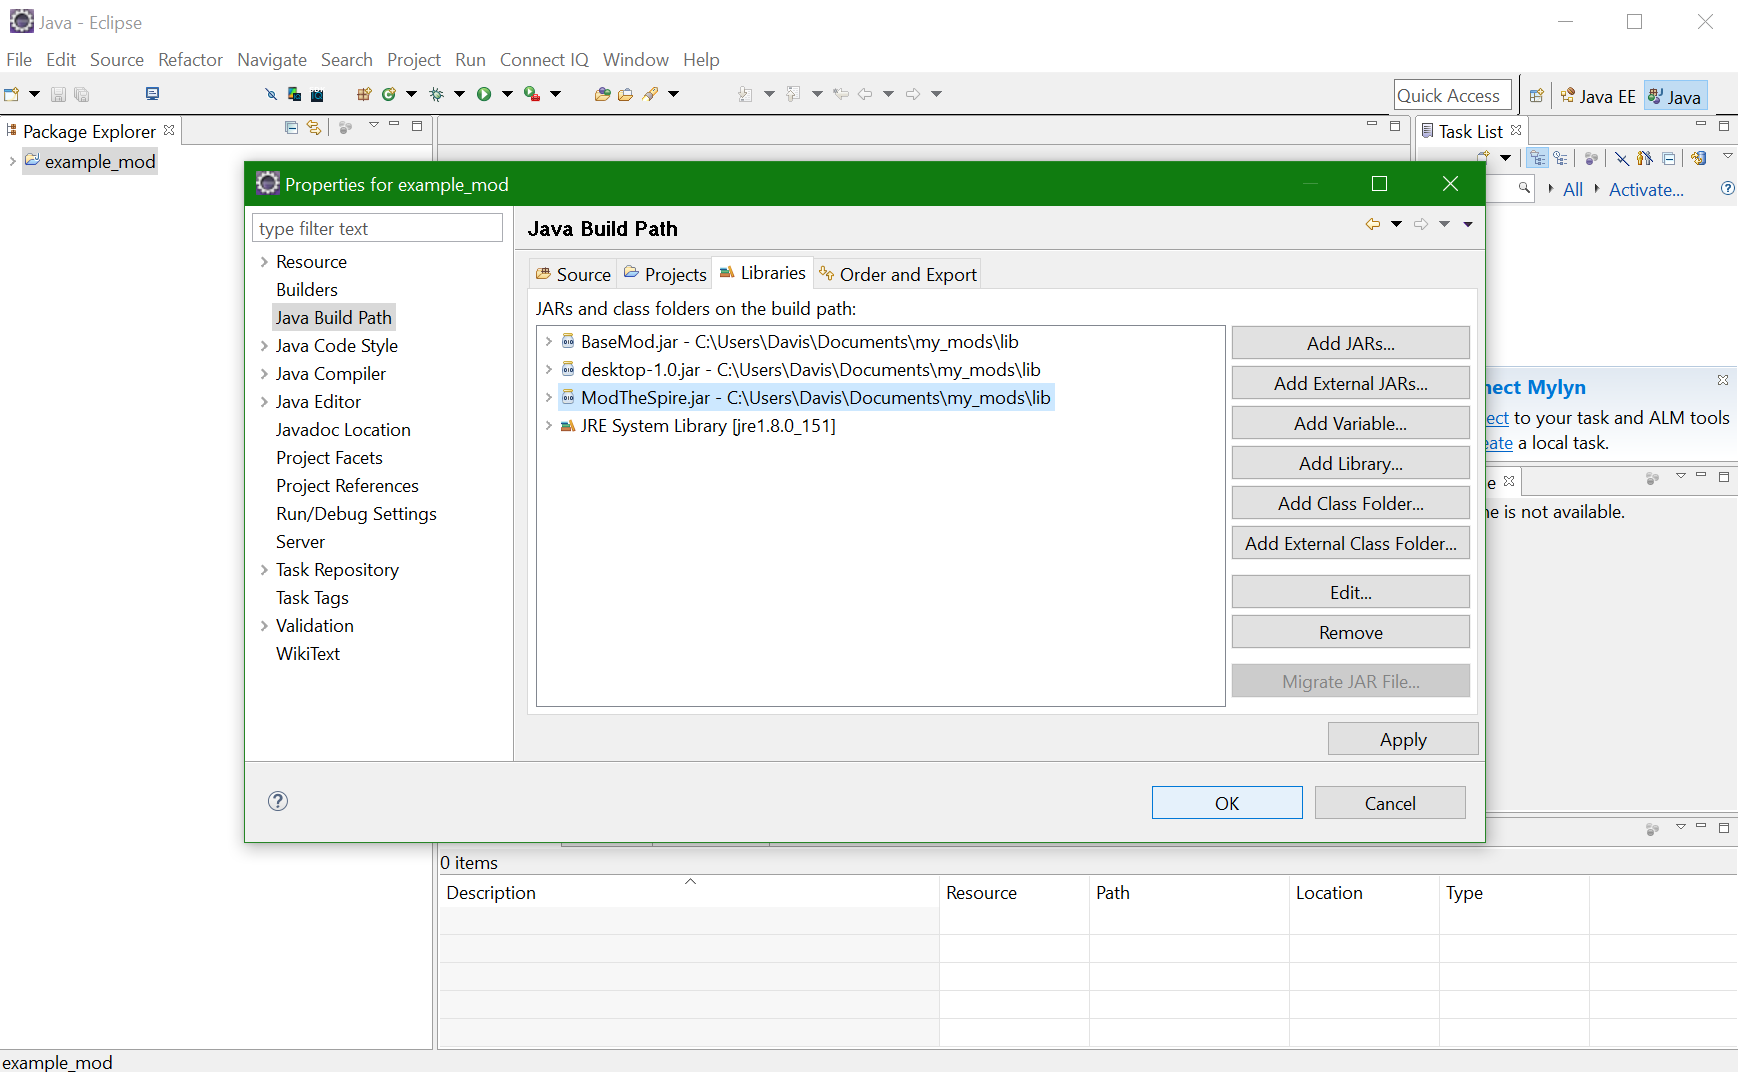 Java - Eclipse
File Edit Source Refactor Navigate Search Project Run Connect IQ Window Help
Quick Access Java EE Java
Package Explorer
Task List
example_mod
All Activate...
Properties for example_mod
type filter text
Resource
Builders
Java Build Path
Java Code Style
Java Compiler
Java Editor
Javadoc Location
Project Facets
Project References
Run/Debug Settings
Server
Task Repository
Task Tags
Validation
WikiText
Java Build Path
Source Projects Libraries Order and Export
JARs and class folders on the build path:
BaseMod.jar - C:\Users\Davis\Documents\my_mods\lib
desktop-1.0.jar - C:\Users\Davis\Documents\my_mods\lib
ModTheSpire.jar - C:\Users\Davis\Documents\my_mods\lib
JRE System Library [jre1.8.0_151]
Add JARs...
Add External JARs...
Add Variable...
Add Library...
Add Class Folder...
Add External Class Folder...
Edit...
Remove
Migrate JAR File...
Apply
OK Cancel
nect Mylyn
ect to your task and ALM tools
eate a local task.
e
ne is not available.
0 items
Description Resource Path Location Type
example_mod